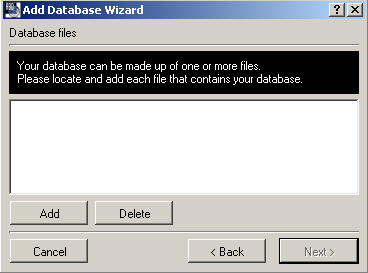 Add Database Wizard
Database files
Your database can be made up of one or more files.
Please locate and add each file that contains your database.
Add Delete
Cancel < Back Next >